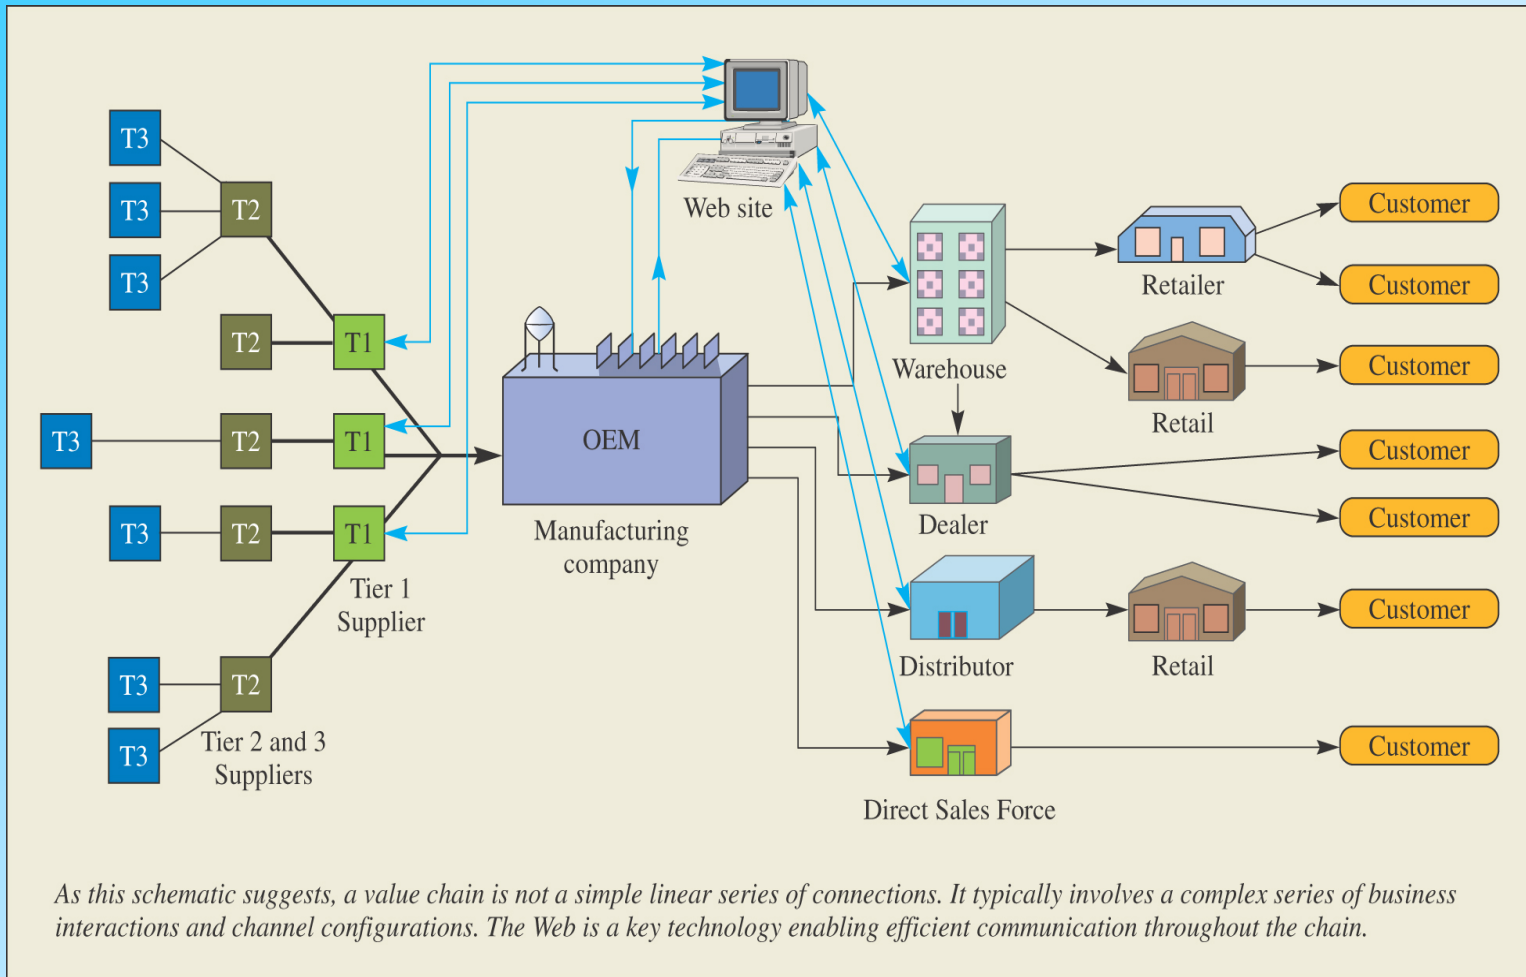 T3
T3
T2
T3
T2
T1
T3
T2
T1
T3
T2
T1
Tier 1
Supplier
T3
T2
T3
Tier 2 and 3
Suppliers
Web site
OEM
Manufacturing
company
Warehouse
Retailer
Retail
Dealer
Distributor
Retail
Direct Sales Force
Customer
Customer
Customer
Customer
Customer
Customer
Customer
As this schematic suggests, a value chain is not a simple linear series of connections. It typically involves a complex series of business
interactions and channel configurations. The Web is a key technology enabling efficient communication throughout the chain.